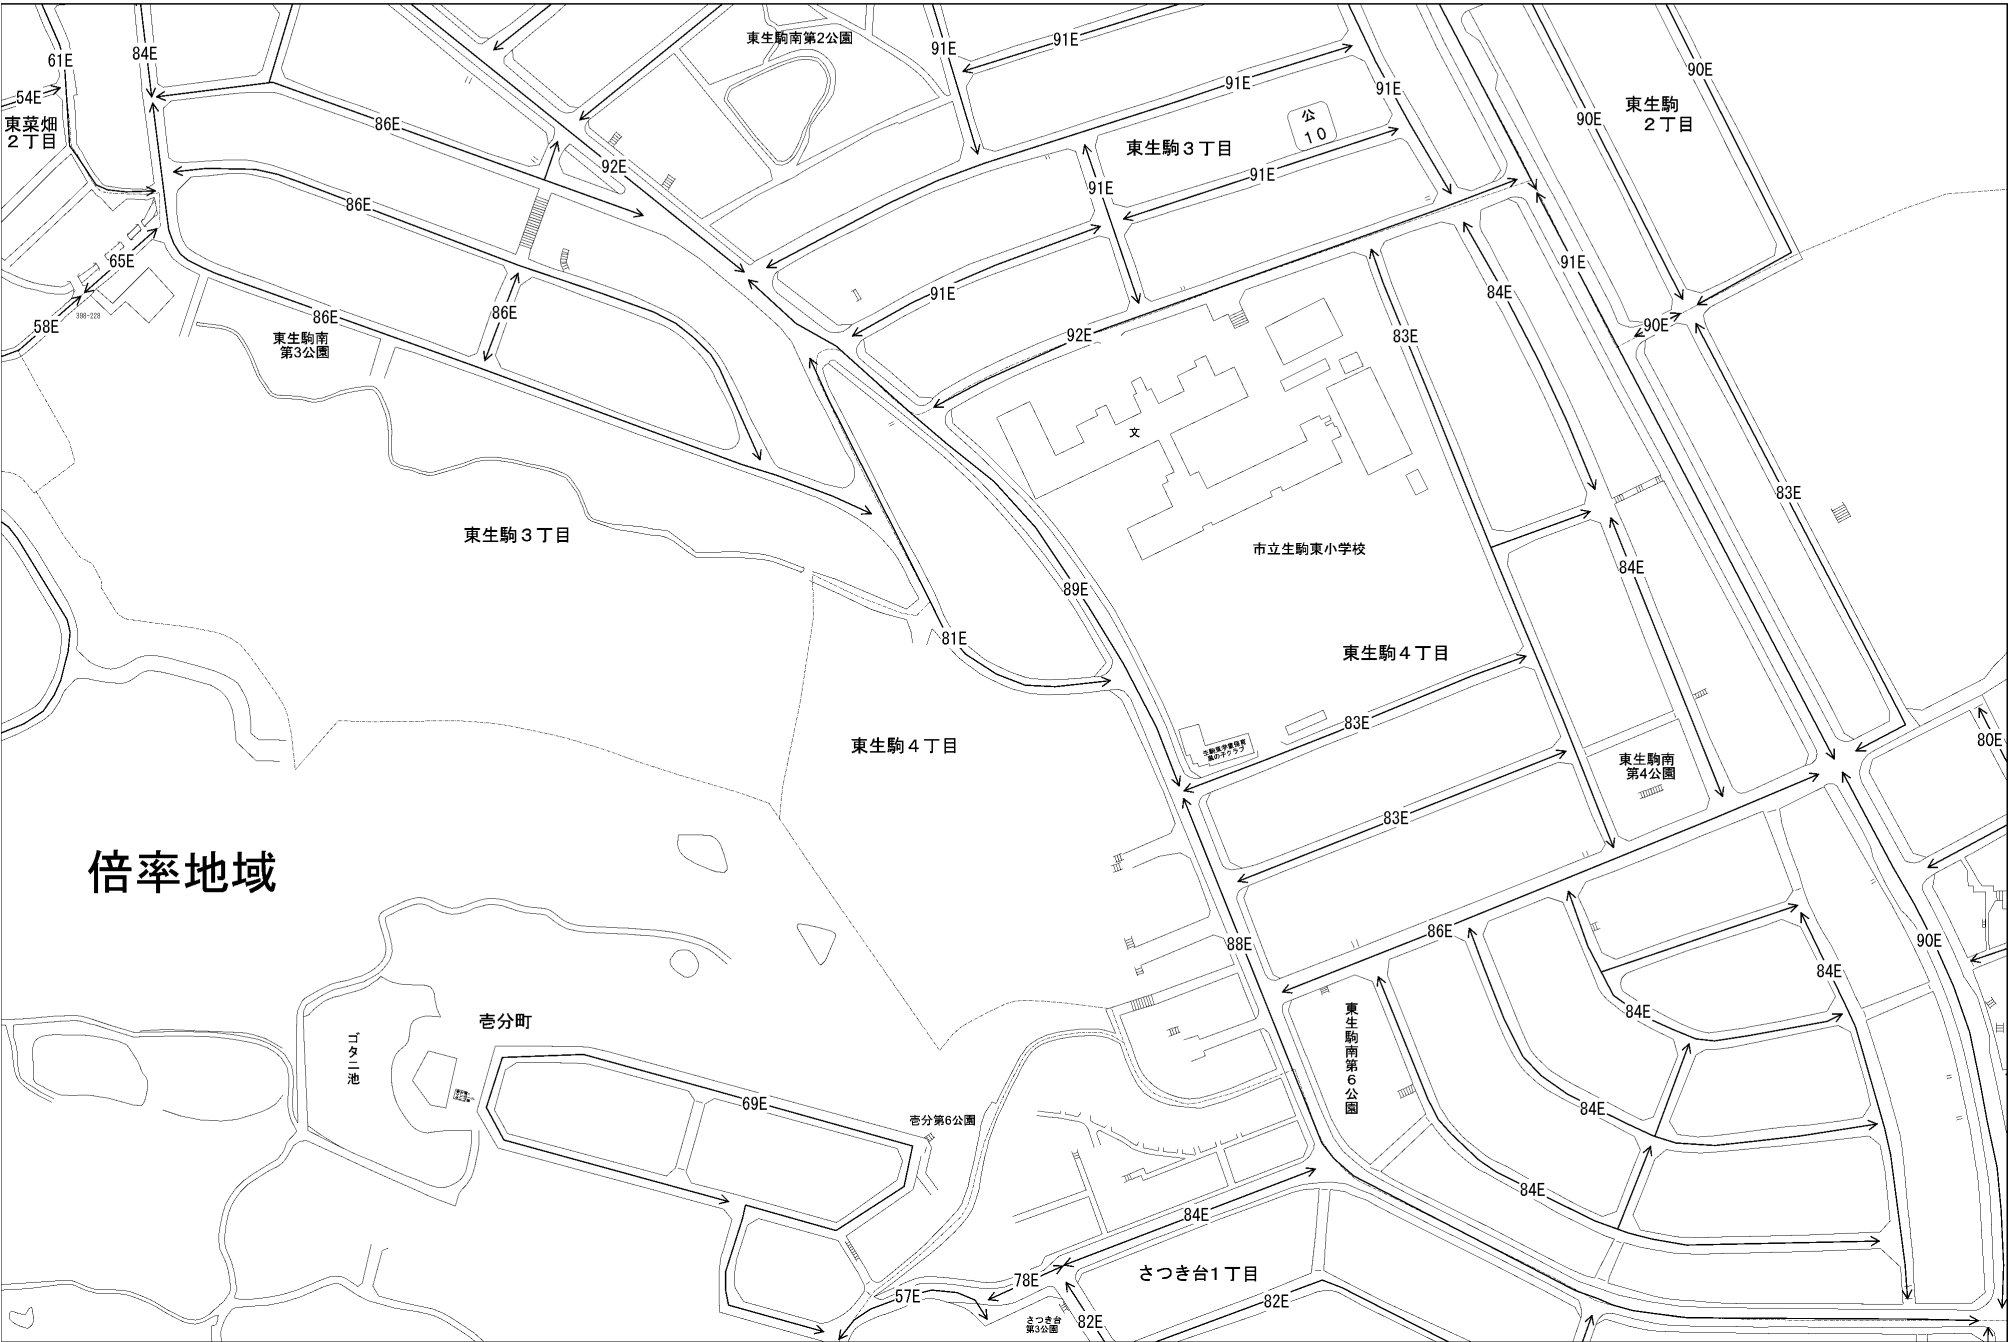 東生駒南第2公園
91E
91E
84E
61E
90E
54E
91E
91E
90E
東生駒
２丁目
公
１０
東菜畑
２丁目
86E
東生駒３丁目
92E
91E
91E
86E
65E
91E
91E
84E
86E
86E
58E
398-228
90E
92E
83E
東生駒南
第3公園
文
83E
東生駒３丁目
市立生駒東小学校
84E
89E
81E
東生駒４丁目
83E
80E
東生駒４丁目
東生駒南
第4公園
83E
倍率地域
86E
88E
90E
84E
84E
壱分町
ゴタニ池
東生駒南第６公園
69E
84E
壱分第6公園
84E
84E
さつき台１丁目
78E
57E
82E
82E
さつき台
第3公園